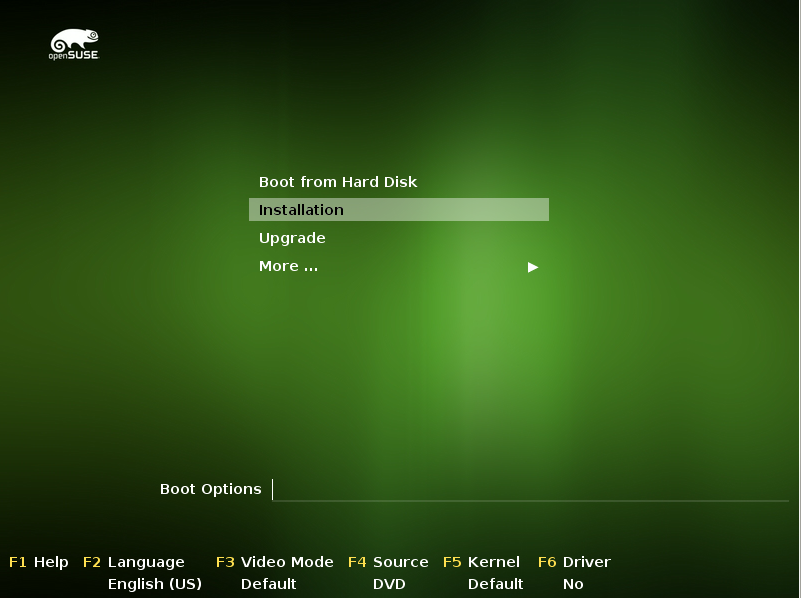 openSUSE
Boot from Hard Disk
Installation
Upgrade
More ...
Boot Options
F1 Help F2 Language F3 Video Mode F4 Source F5 Kernel F6 Driver
English (US) Default DVD Default No